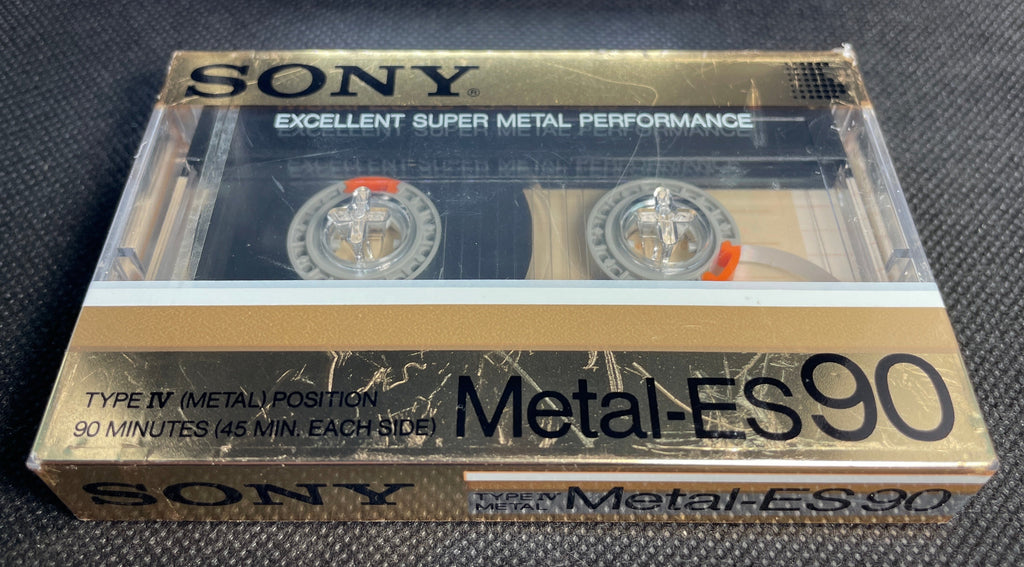 SONY®
EXCELLENT SUPER METAL PERFORMANCE
TYPE IV (METAL) POSITION
90 MINUTES (45 MIN. EACH SIDE)
Metal-ES90
SONY
TYPE IV
METAL
Metal-ES90